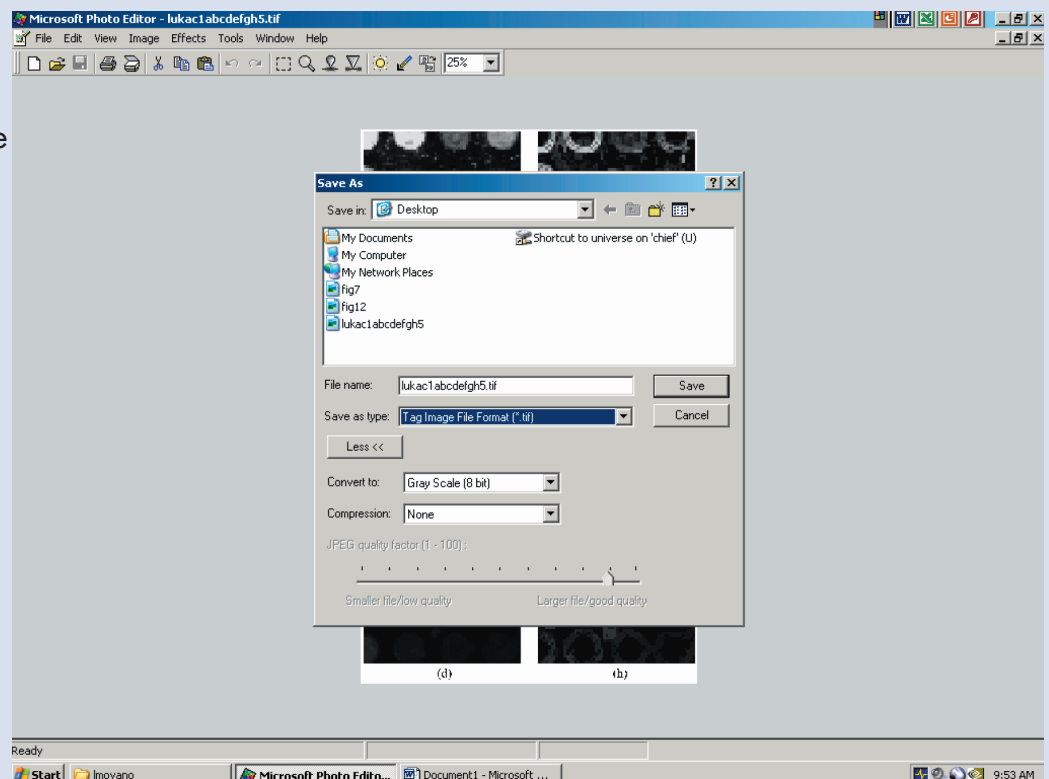 Microsoft Photo Editor - lukac1abcdefgh5.tif
File Edit View Image Effects Tools Window Help
25%
e
Save As
Save in: Desktop
My Documents Shortcut to universe on 'chief' (U)
My Computer
My Network Places
fig7
fig12
lukac1abcdefgh5
File name: lukac1abcdefgh5.tif Save
Save as type: Tag Image File Format (*.tif) Cancel
Less <<
Convert to: Gray Scale (8 bit)
Compression: None
JPEG quality factor (1 - 100) :
Smaller file/low quality Larger file/good quality
(d) (h)
Ready
Start lmoyano Microsoft Photo Edito... Document1 - Microsoft ... 9:53 AM